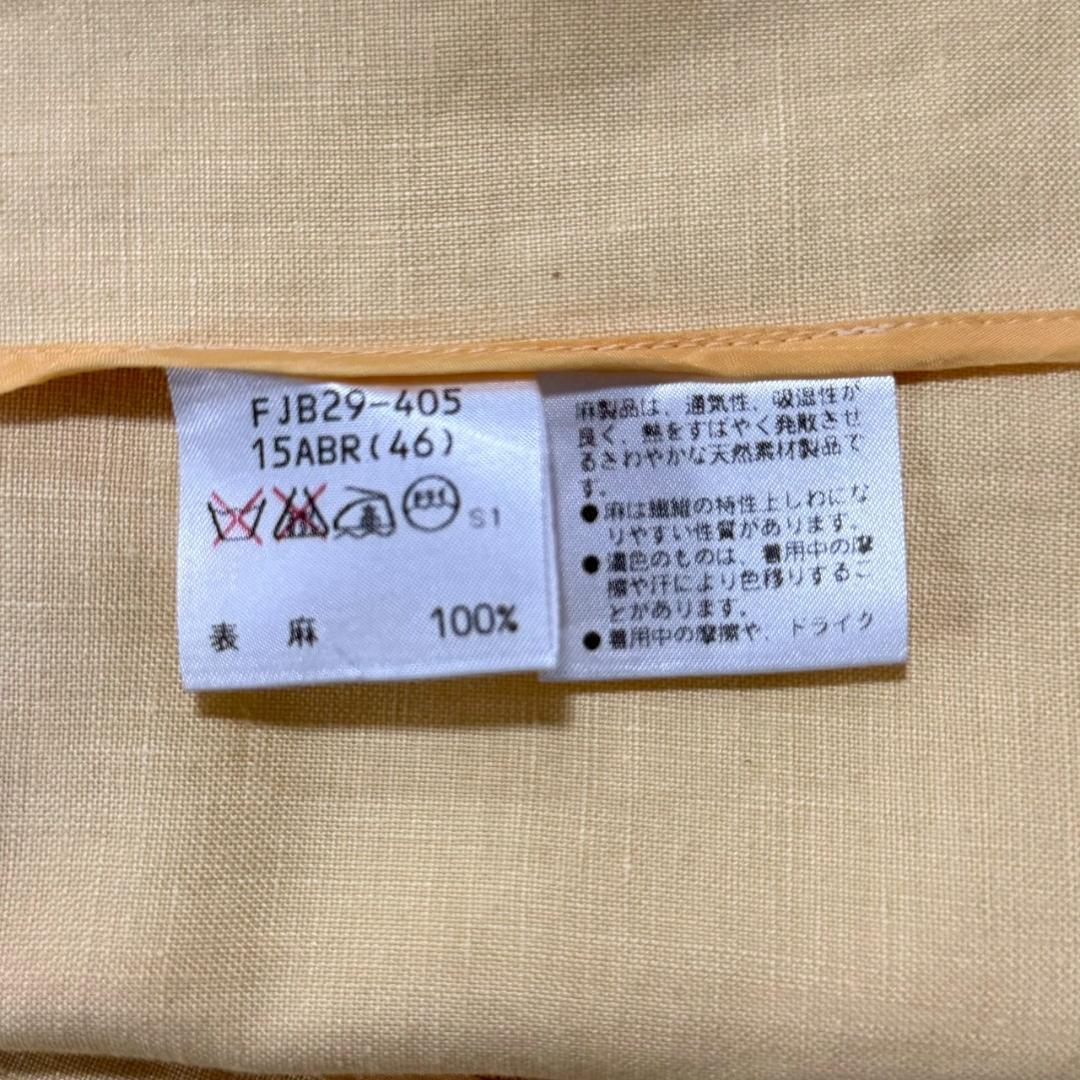 FJB29-405
15ABR(46)
高
ドライ
S1
表 麻 100%
麻製品は、通気性、吸湿性が
良く、熱をすばやく発散させ
るさわやかな天然素材製品で
す。
●麻は繊維の特性上しわにな
りやすい性質があります。
●濃色のものは、着用中の摩
擦や汗により色移りするこ
とがあります。
●着用中の摩擦や、ドライク